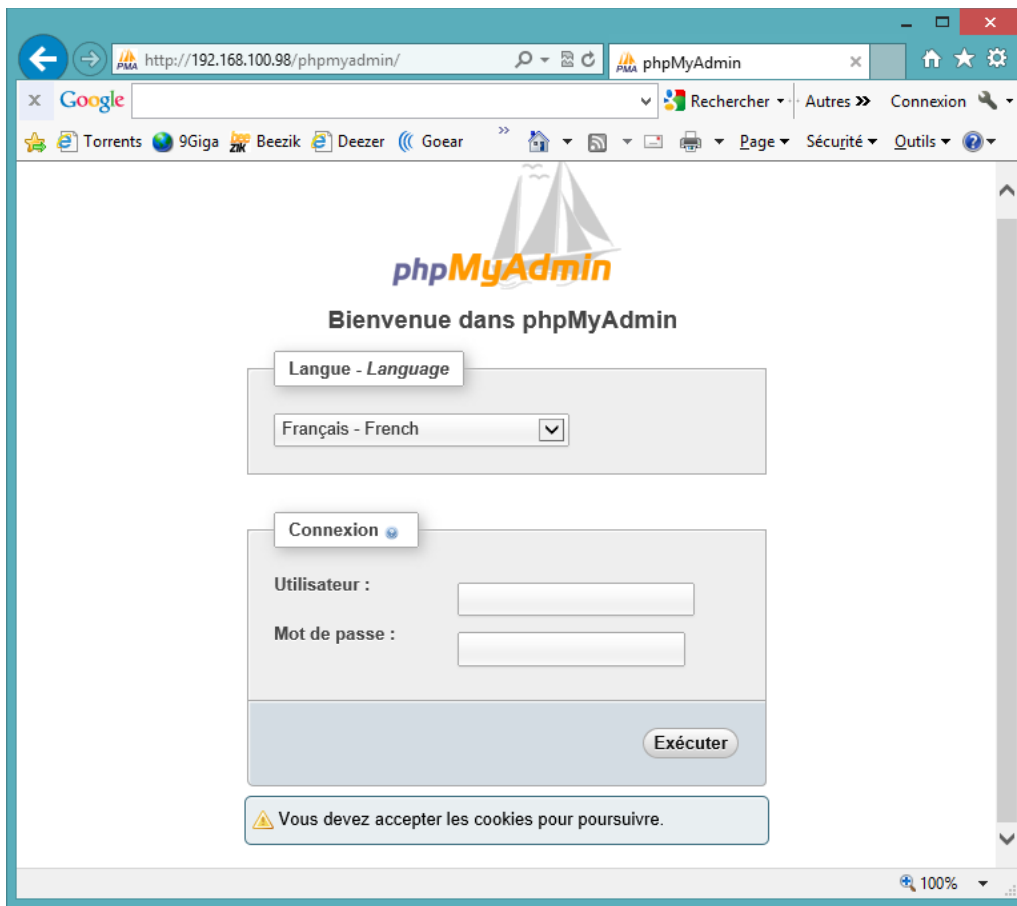 http://192.168.100.98/phpmyadmin/
PMA phpMyAdmin
x Google Rechercher Autres » Connexion
Torrents 9Giga ZIK Beezik Deezer Goear » Page Sécurité Outils
phpMyAdmin
Bienvenue dans phpMyAdmin
Langue - Language
Français - French
Connexion
Utilisateur :
Mot de passe :
Exécuter
Vous devez accepter les cookies pour poursuivre.
100%